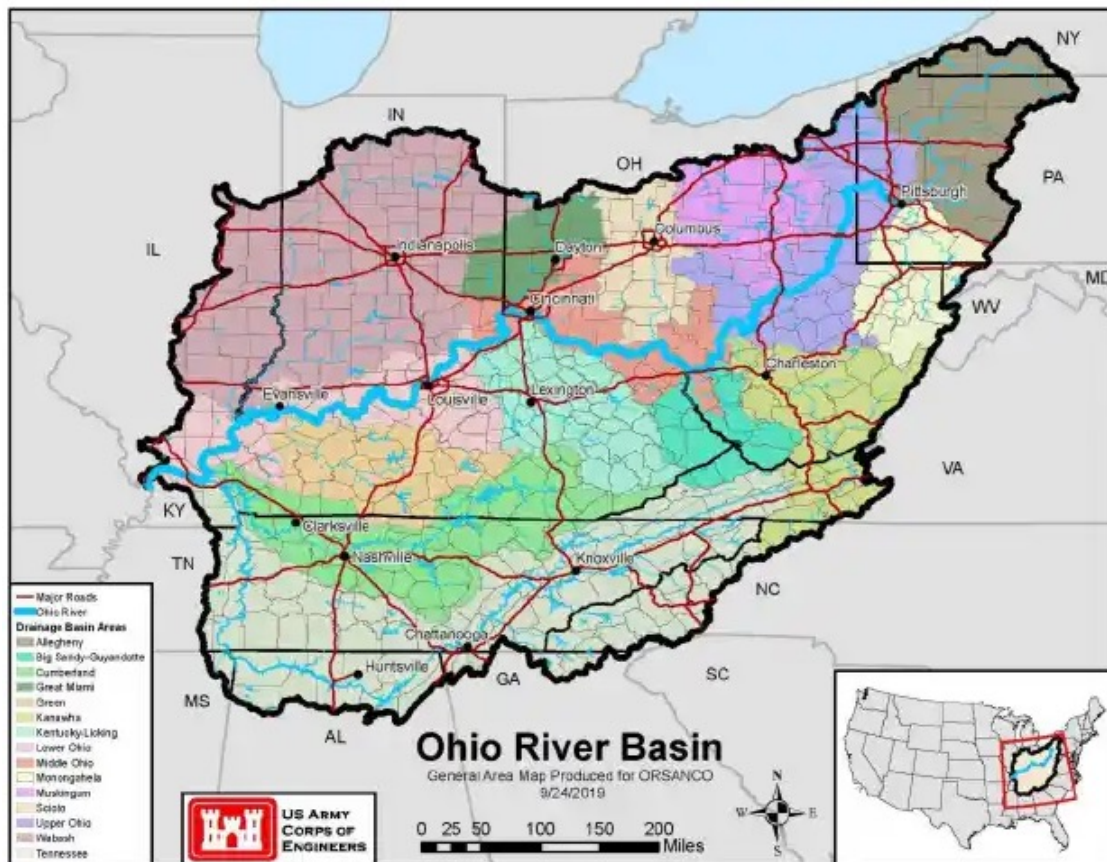 NY
IN
OH
PA
Pittsburgh
IL
Columbus
Indianapolis
Dayton
MD
WV
Cincinnati
Charleston
Evansville
Louisville
Lexington
VA
KY
Clarksville
TN
Nashville
Knoxville
NC
Chattanooga
Huntsville
GA
SC
MS
AL
Major Roads
Ohio River
Drainage Basin Areas
Allegheny
Big Sandy-Guyandotte
Cumberland
Great Miami
Green
Kanawha
Kentucky-Licking
Lower Ohio
Middle Ohio
Monongahela
Muskingum
Scioto
Upper Ohio
Wabash
Tennessee
Ohio River Basin
General Area Map Produced for ORSANCO
9/24/2019
US ARMY
CORPS OF
ENGINEERS
0 25 50 100 150 200
Miles
N
W E
S